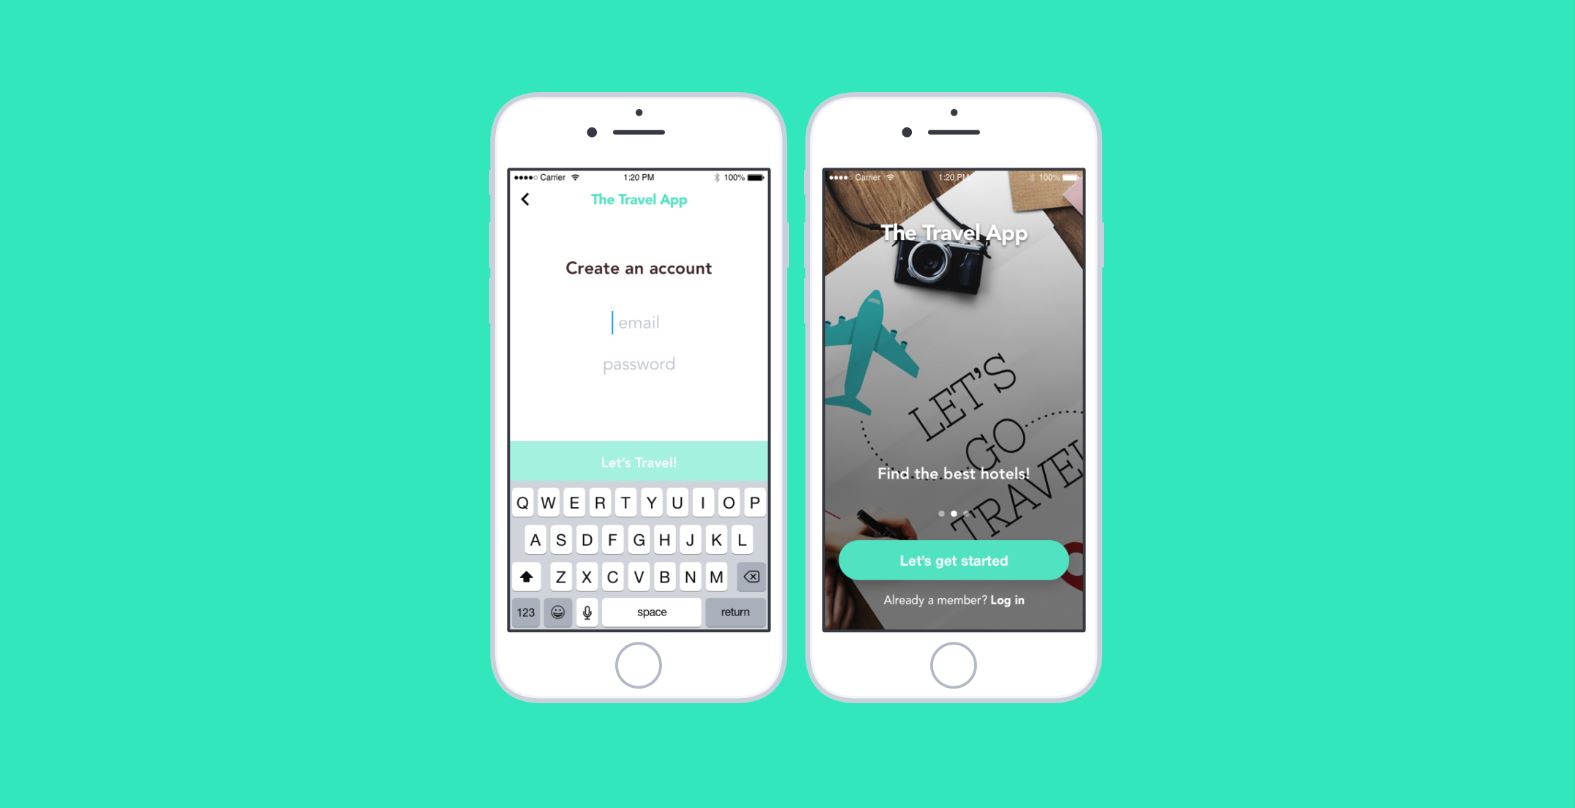 Carrier 1:20 PM 100%
The Travel App
Create an account
email
password
Let's Travel!
Q W E R T Y U I O P
A S D F G H J K L
Z X C V B N M
123 space return
Carrier 1:20 PM 100%
The Travel App
LET'S
GO
TRAVEL
Find the best hotels!
Let's get started
Already a member? Log in